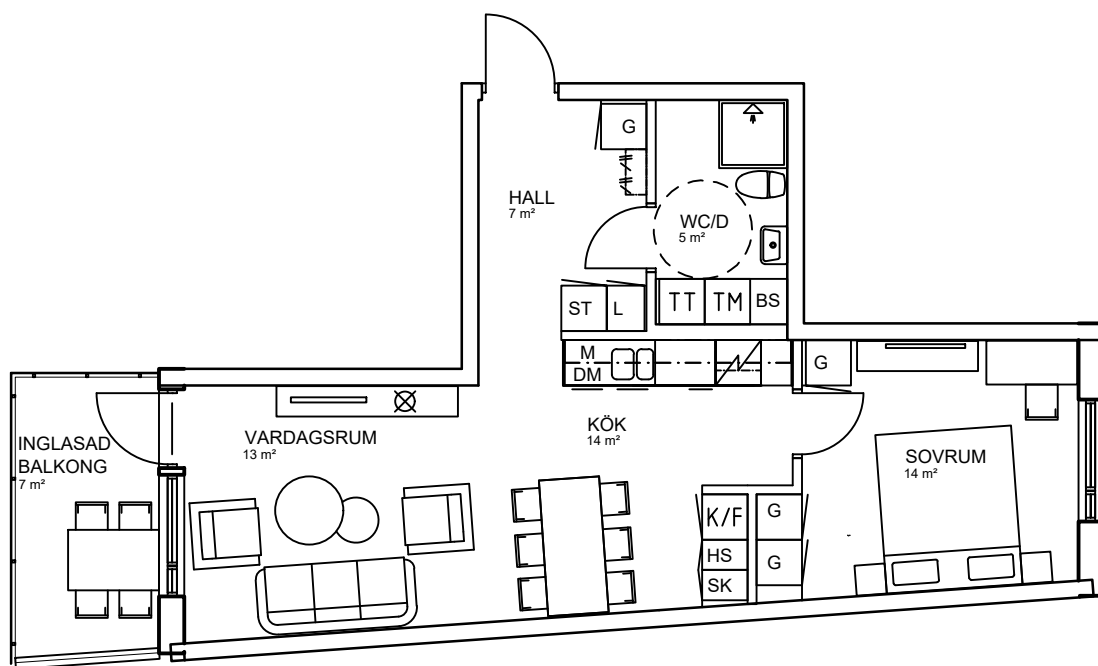 G
HALL
7 m²
WC/D
5 m²
ST
L
TT
TM
BS
M
DM
G
KÖK
14 m²
VARDAGSRUM
13 m²
INGLASAD
BALKONG
7 m²
SOVRUM
14 m²
K/F
G
HS
G
SK